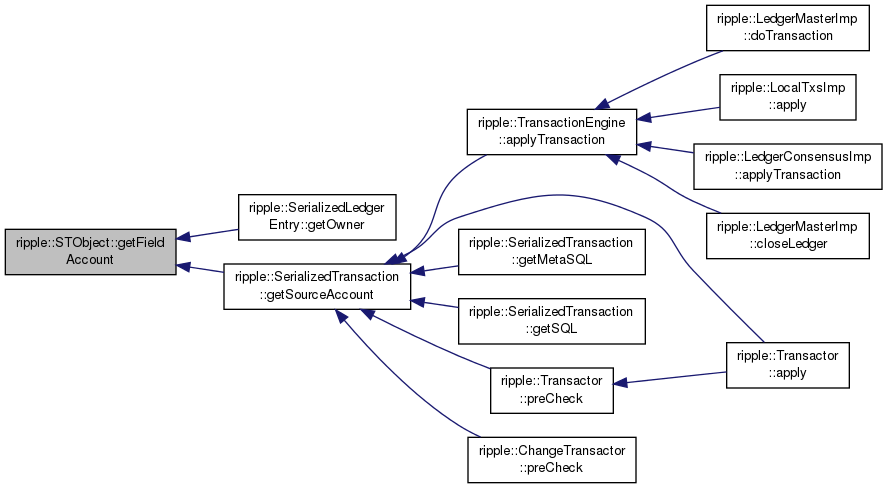 ripple::LedgerMasterImp
::doTransaction
ripple::LocalTxsImp
::apply
ripple::TransactionEngine
::applyTransaction
ripple::LedgerConsensusImp
::applyTransaction
ripple::SerializedLedger
Entry::getOwner
ripple::LedgerMasterImp
::closeLedger
ripple::STObject::getField
Account
ripple::SerializedTransaction
::getMetaSQL
ripple::SerializedTransaction
::getSourceAccount
ripple::SerializedTransaction
::getSQL
ripple::Transactor
::apply
ripple::Transactor
::preCheck
ripple::ChangeTransactor
::preCheck